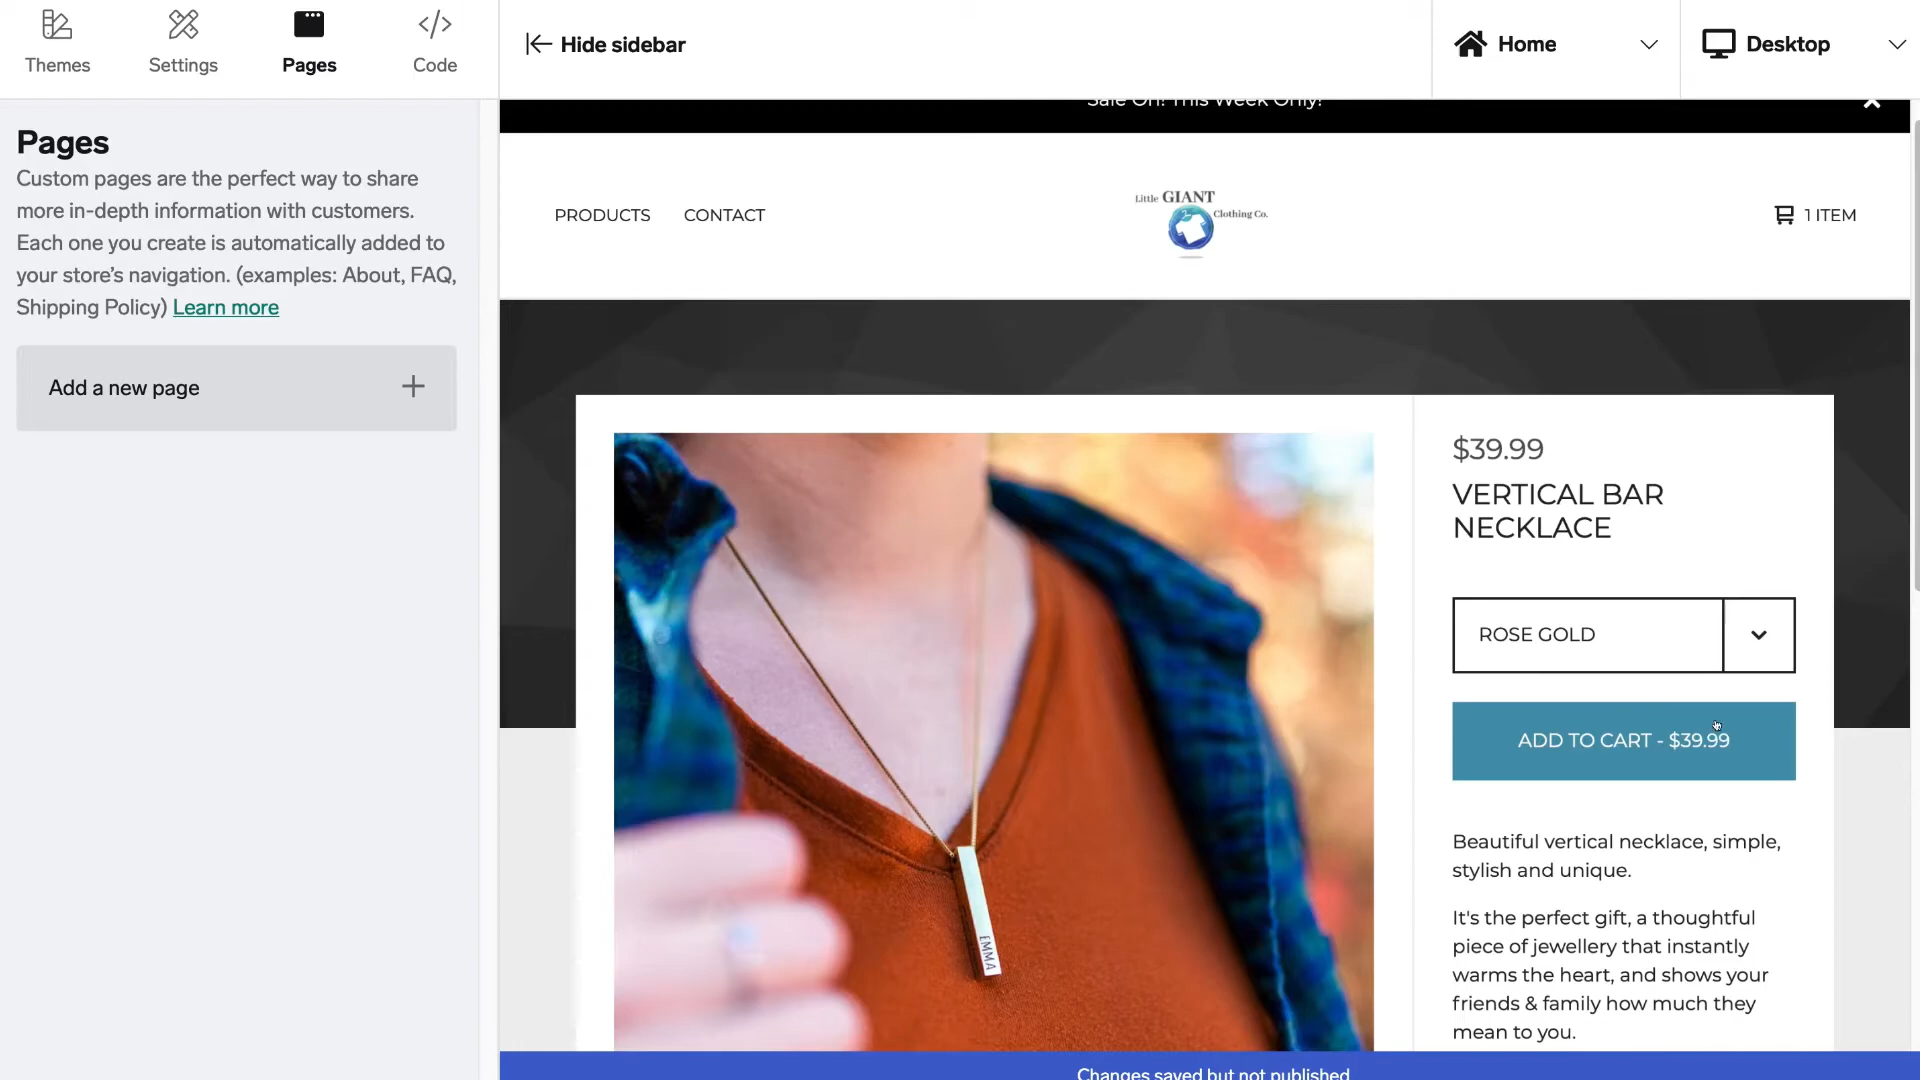 Themes
Settings
Pages
Code
Hide sidebar
Home
Desktop
Pages
Custom pages are the perfect way to share
more in-depth information with customers.
Each one you create is automatically added to
your store's navigation. (examples: About, FAQ,
Shipping Policy) Learn more
Add a new page
Sale On! This Week Only!
PRODUCTS
CONTACT
Little GIANT
Clothing Co.
1 ITEM
$39.99
VERTICAL BAR
NECKLACE
ROSE GOLD
ADD TO CART - $39.99
Beautiful vertical necklace, simple,
stylish and unique.
It's the perfect gift, a thoughtful
piece of jewellery that instantly
warms the heart, and shows your
friends & family how much they
mean to you.
EMMA
Changes saved but not published